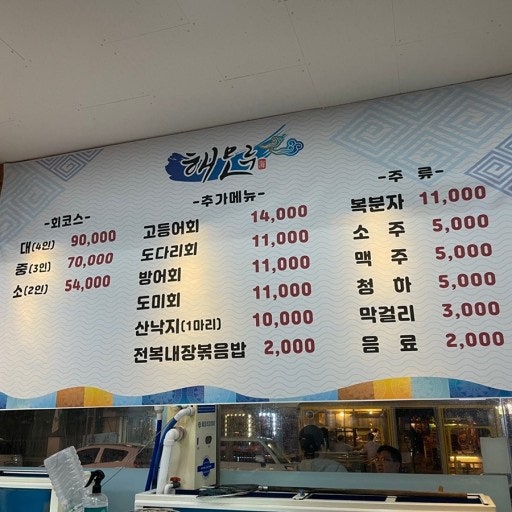 해모루
-회코스-
대(4인) 90,000
중(3인) 70,000
소(2인) 54,000
-추가메뉴-
고등어회 14,000
도다리회 11,000
방어회 11,000
도미회 11,000
산낙지(1마리) 10,000
전복내장볶음밥 2,000
-주 류-
복분자 11,000
소 주 5,000
맥 주 5,000
청 하 5,000
막걸리 3,000
음 료 2,000